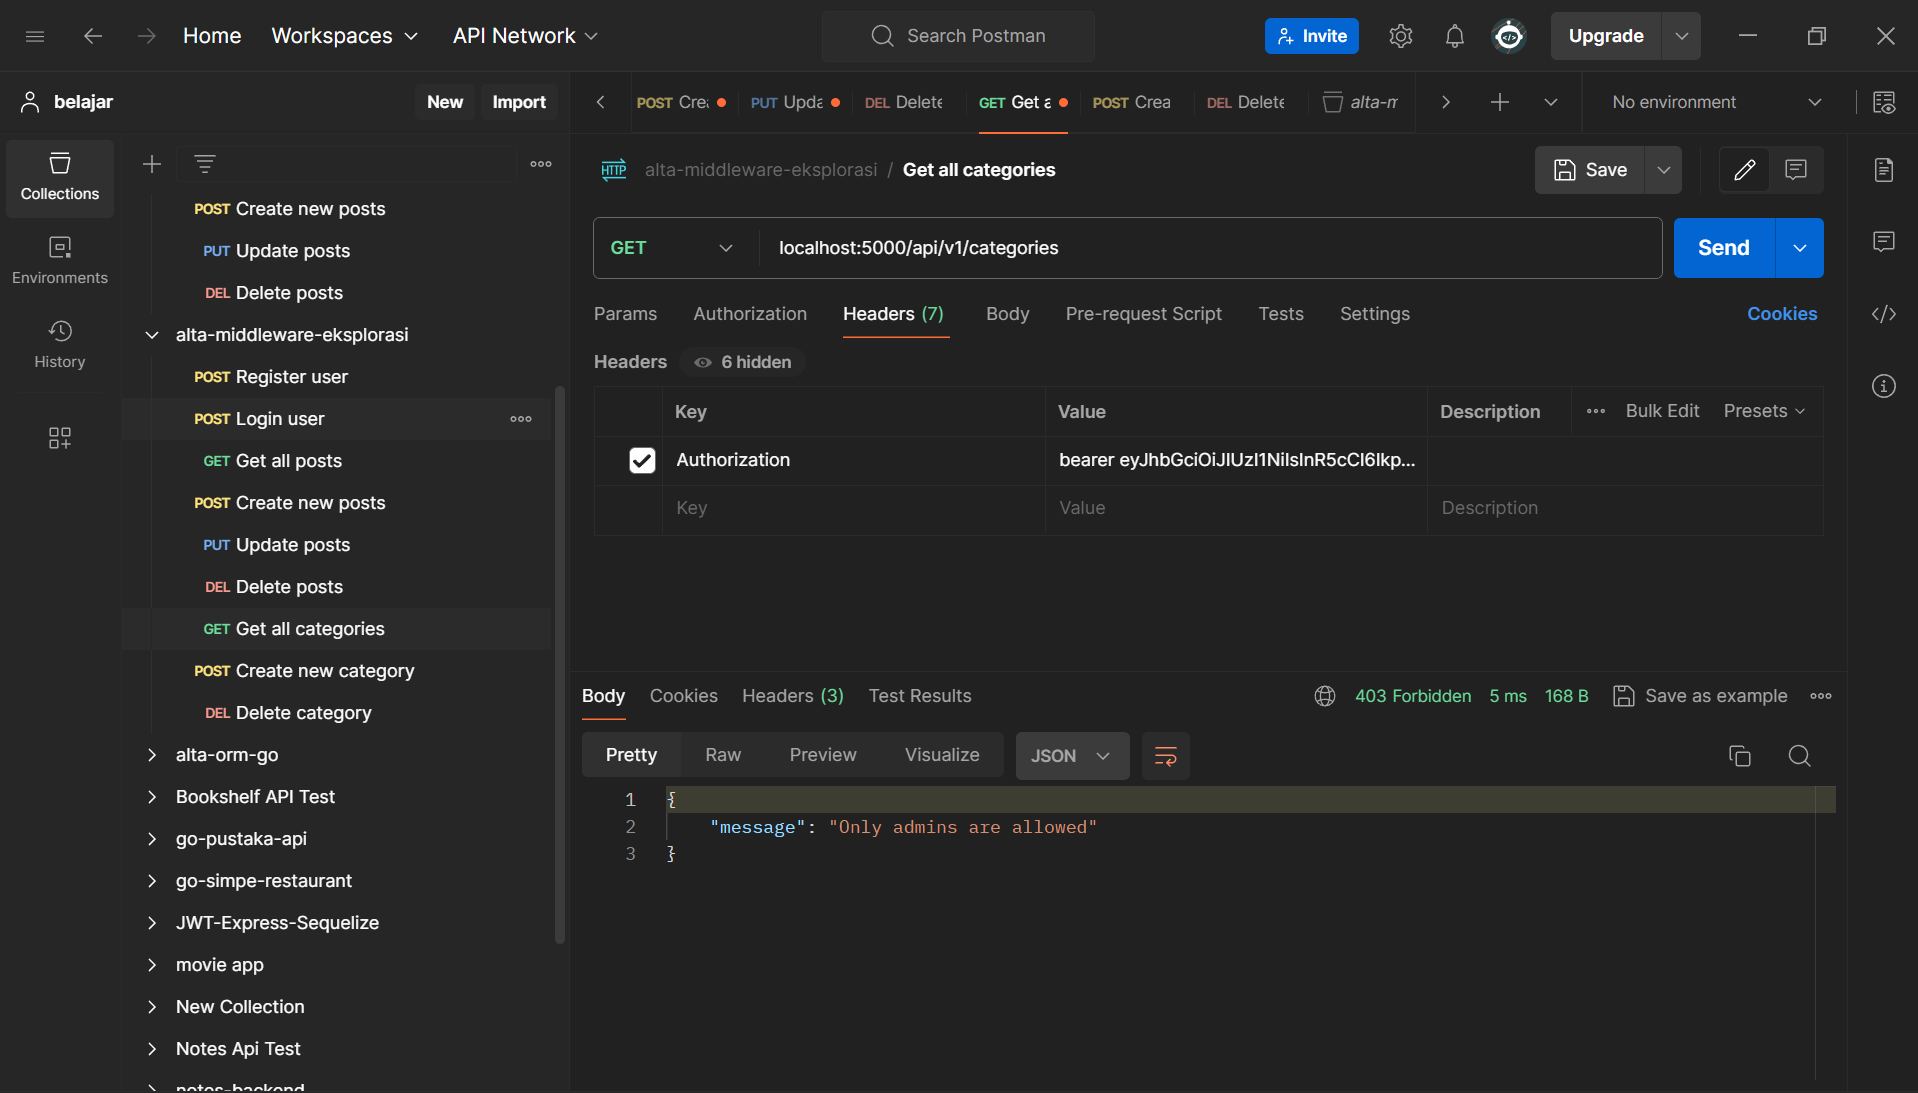 Home Workspaces API Network Search Postman Invite Upgrade
belajar New Import
POST Crea PUT Upda DEL Delete GET Get a POST Crea DEL Delete alta-m No environment
Collections
Environments
History
POST Create new posts
PUT Update posts
DEL Delete posts
alta-middleware-eksplorasi
POST Register user
POST Login user
GET Get all posts
POST Create new posts
PUT Update posts
DEL Delete posts
GET Get all categories
POST Create new category
DEL Delete category
alta-orm-go
Bookshelf API Test
go-pustaka-api
go-simpe-restaurant
JWT-Express-Sequelize
movie app
New Collection
Notes Api Test
notes-backend
HTTP alta-middleware-eksplorasi / Get all categories Save
GET localhost:5000/api/v1/categories Send
Params Authorization Headers (7) Body Pre-request Script Tests Settings Cookies
Headers 6 hidden
Key Value Description Bulk Edit Presets
Authorization bearer eyJhbGciOiJIUzI1NiIsInR5cCI6Ikp...
Key Value Description
Body Cookies Headers (3) Test Results 403 Forbidden 5 ms 168 B Save as example
Pretty Raw Preview Visualize JSON
1 {
2 "message": "Only admins are allowed"
3 }